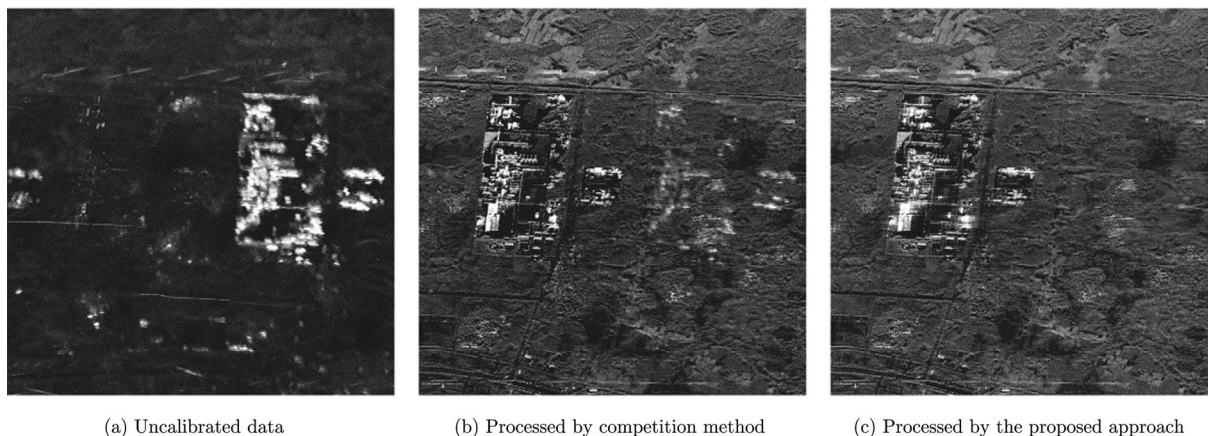 (a) Uncalibrated data
(b) Processed by competition method
(c) Processed by the proposed approach